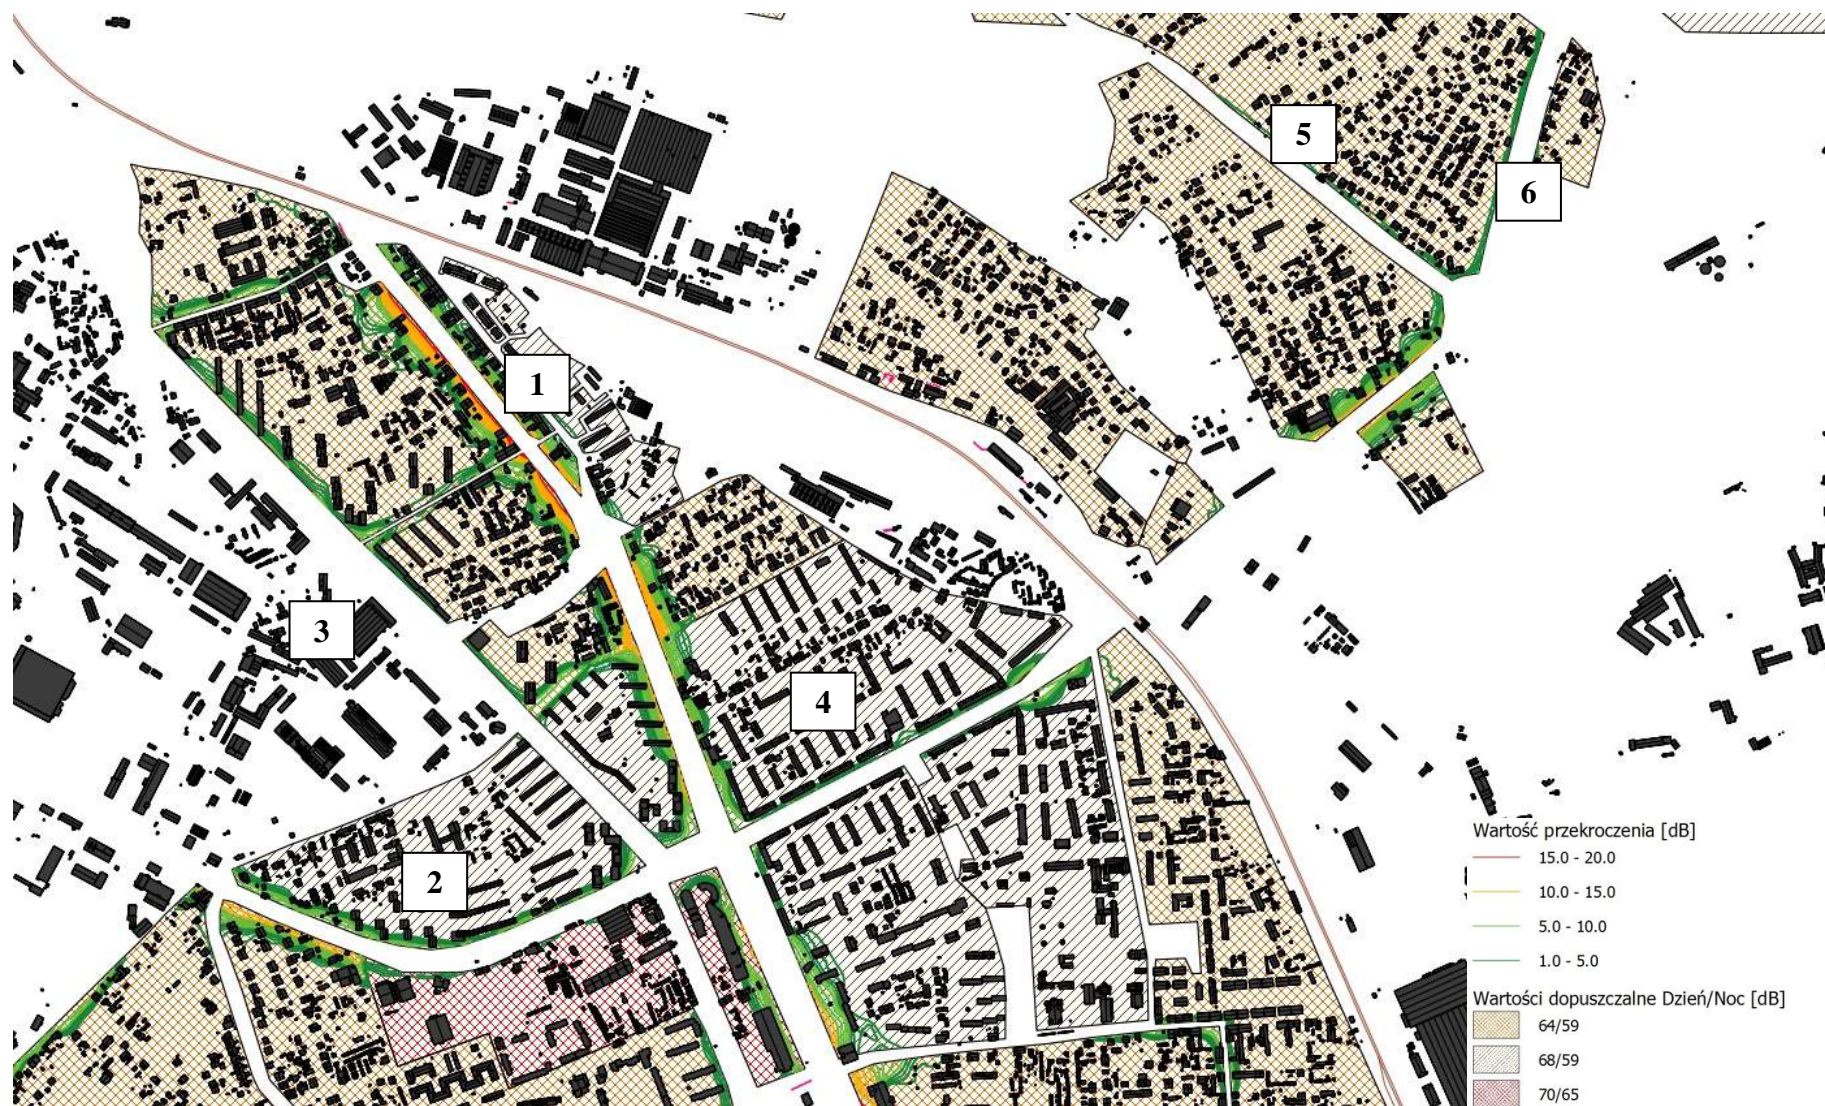 5
6
1
3
4
2
Wartość przekroczenia [dB]
15.0 - 20.0
10.0 - 15.0
5.0 - 10.0
1.0 - 5.0
Wartości dopuszczalne Dzień/Noc [dB]
64/59
68/59
70/65